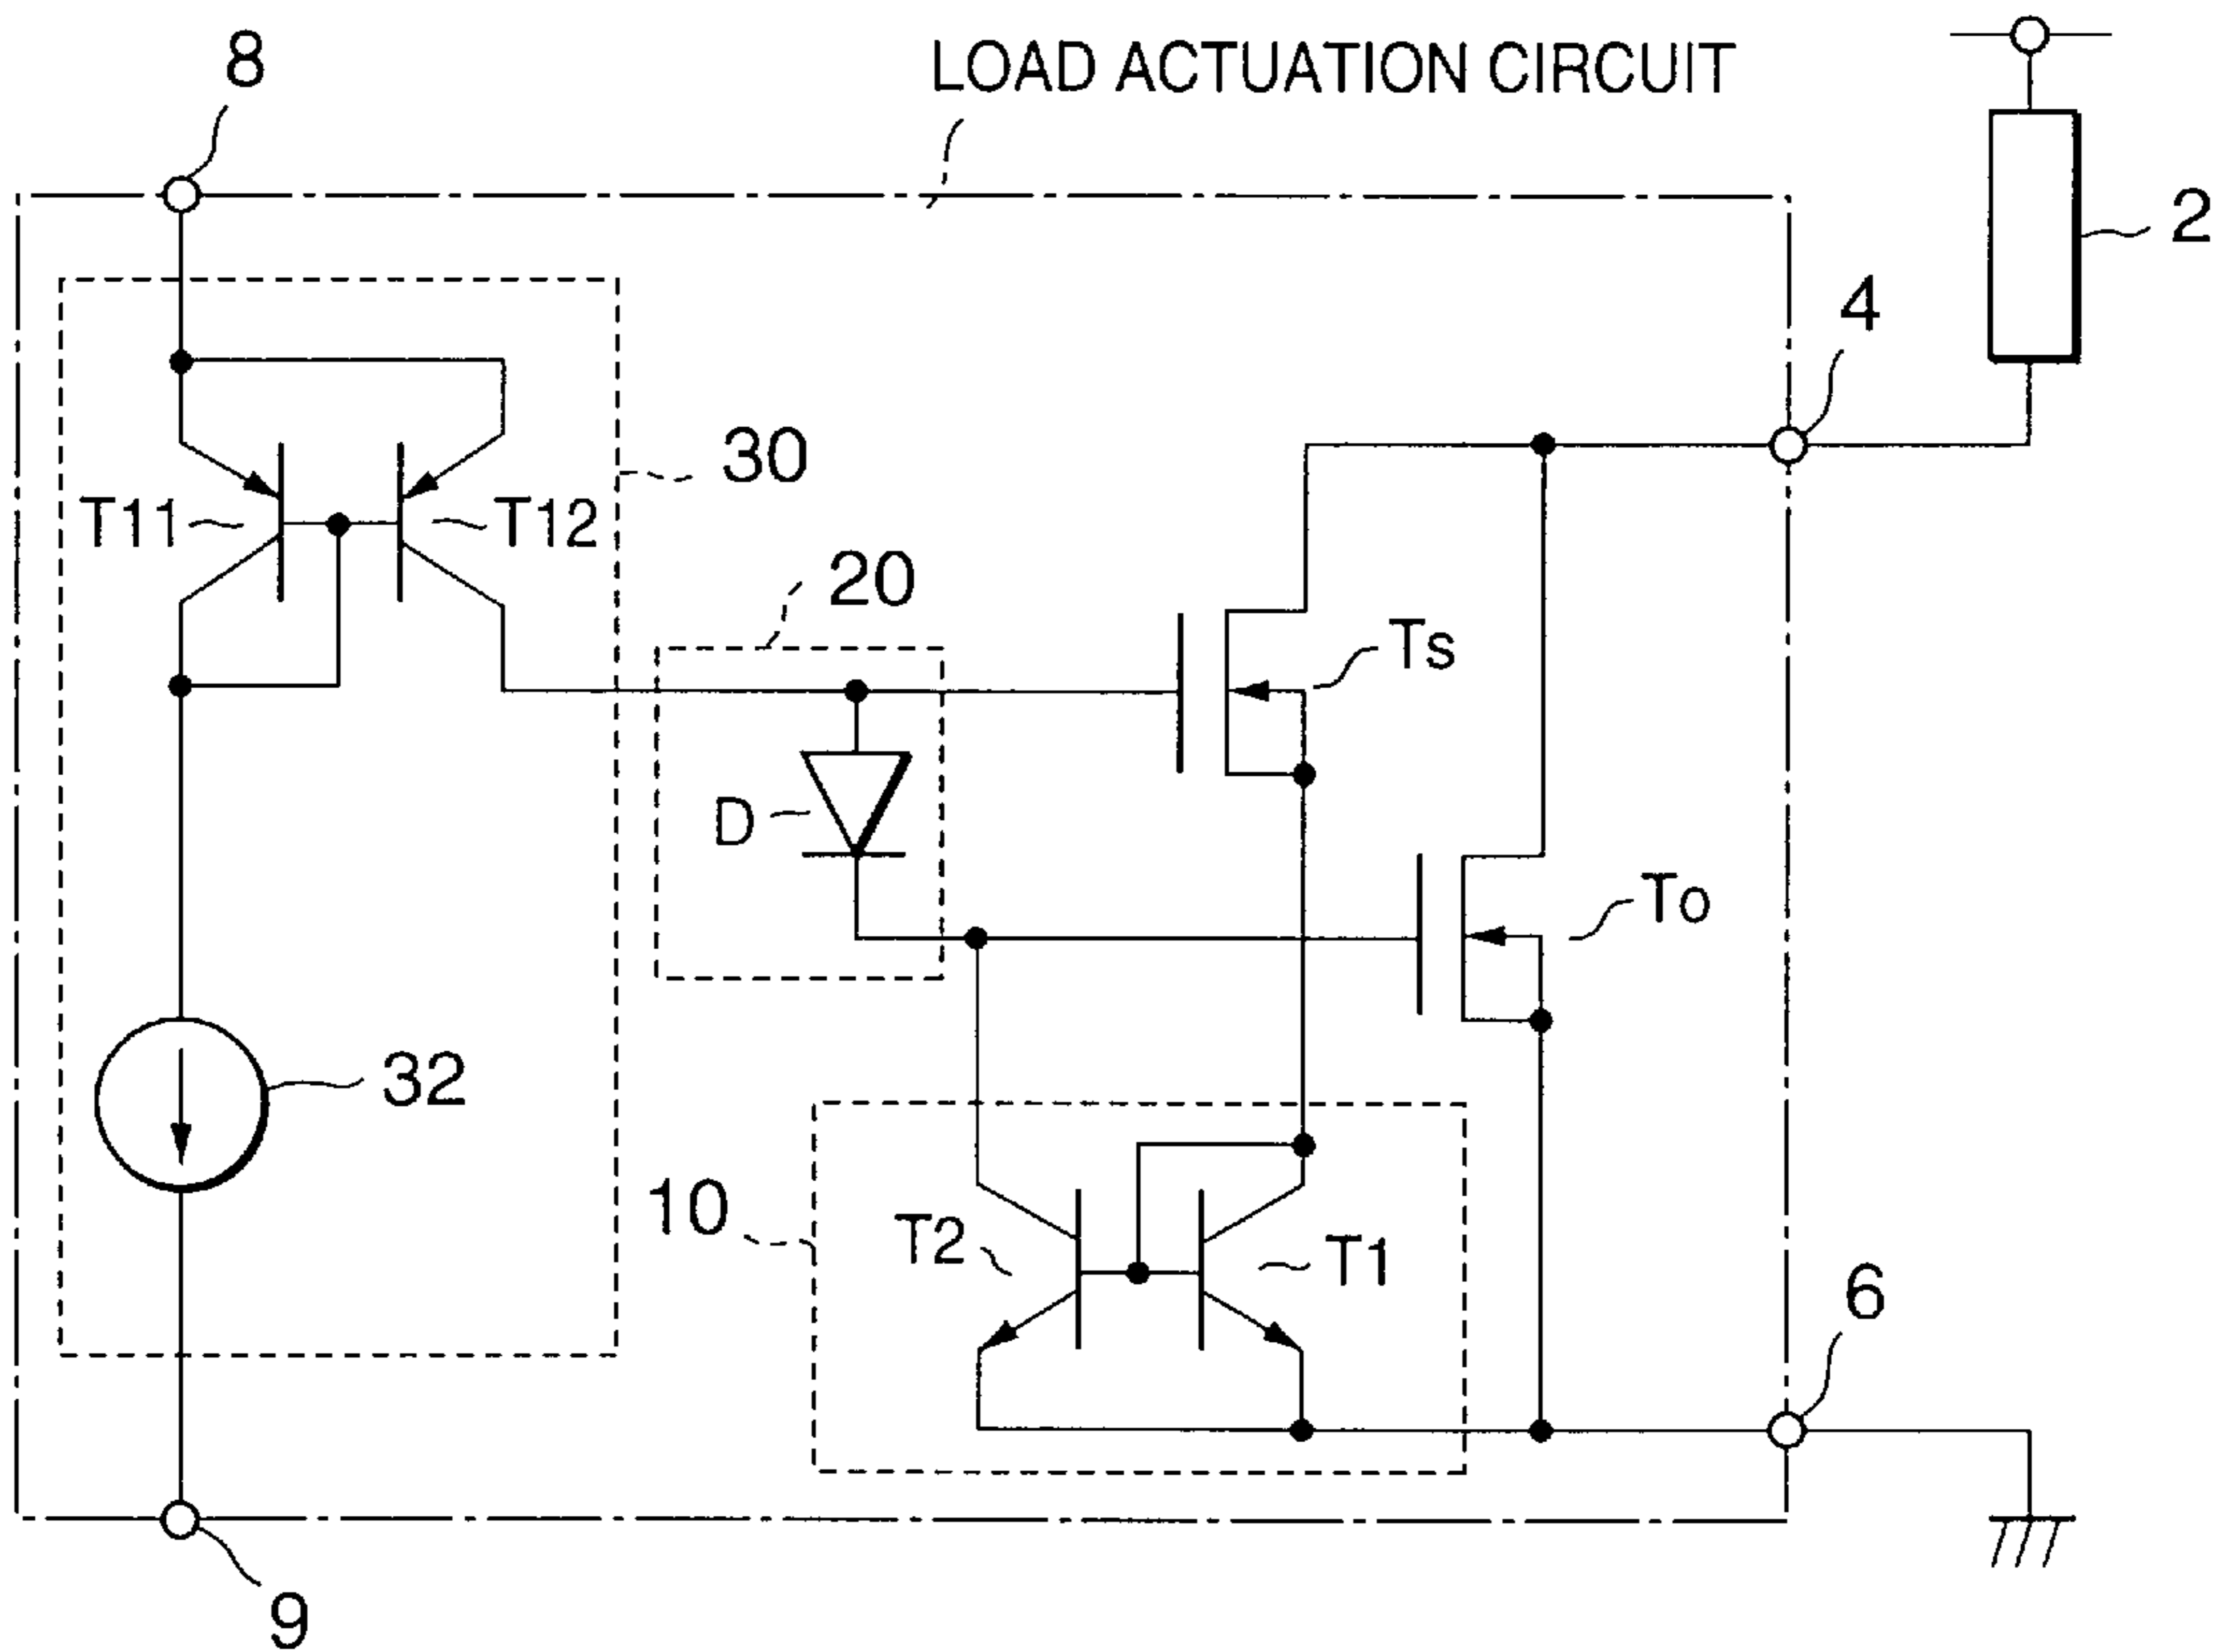 8
LOAD ACTUATION CIRCUIT
2
4
30
T11
T12
20
Ts
D
To
32
10
T2
T1
6
9